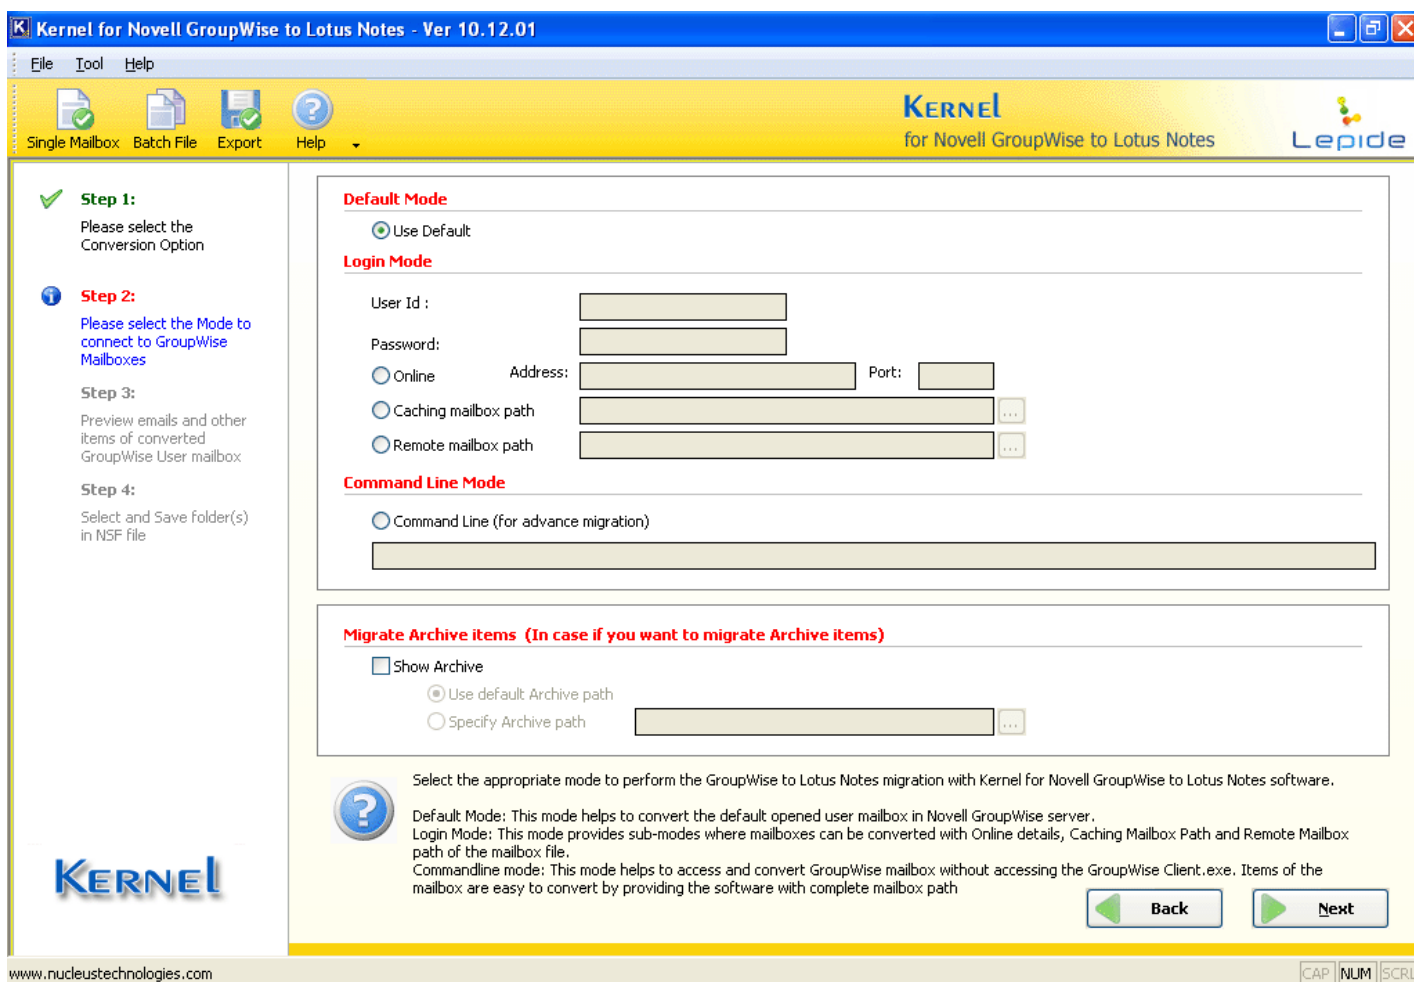 Kernel for Novell GroupWise to Lotus Notes - Ver 10.12.01
File Tool Help
Single Mailbox Batch File Export Help
KERNEL
for Novell GroupWise to Lotus Notes
Lepide
Step 1:
Please select the
Conversion Option
Step 2:
Please select the Mode to
connect to GroupWise
Mailboxes
Step 3:
Preview emails and other
items of converted
GroupWise User mailbox
Step 4:
Select and Save folder(s)
in NSF file
KERNEL
Default Mode
Use Default
Login Mode
User Id :
Password:
Online Address: Port:
Caching mailbox path ...
Remote mailbox path ...
Command Line Mode
Command Line (for advance migration)
Migrate Archive items (In case if you want to migrate Archive items)
Show Archive
Use default Archive path
Specify Archive path ...
Select the appropriate mode to perform the GroupWise to Lotus Notes migration with Kernel for Novell GroupWise to Lotus Notes software.
Default Mode: This mode helps to convert the default opened user mailbox in Novell GroupWise server.
Login Mode: This mode provides sub-modes where mailboxes can be converted with Online details, Caching Mailbox Path and Remote Mailbox
path of the mailbox file.
Commandline mode: This mode helps to access and convert GroupWise mailbox without accessing the GroupWise Client.exe. Items of the
mailbox are easy to convert by providing the software with complete mailbox path
Back Next
www.nucleustechnologies.com
CAP NUM SCRL